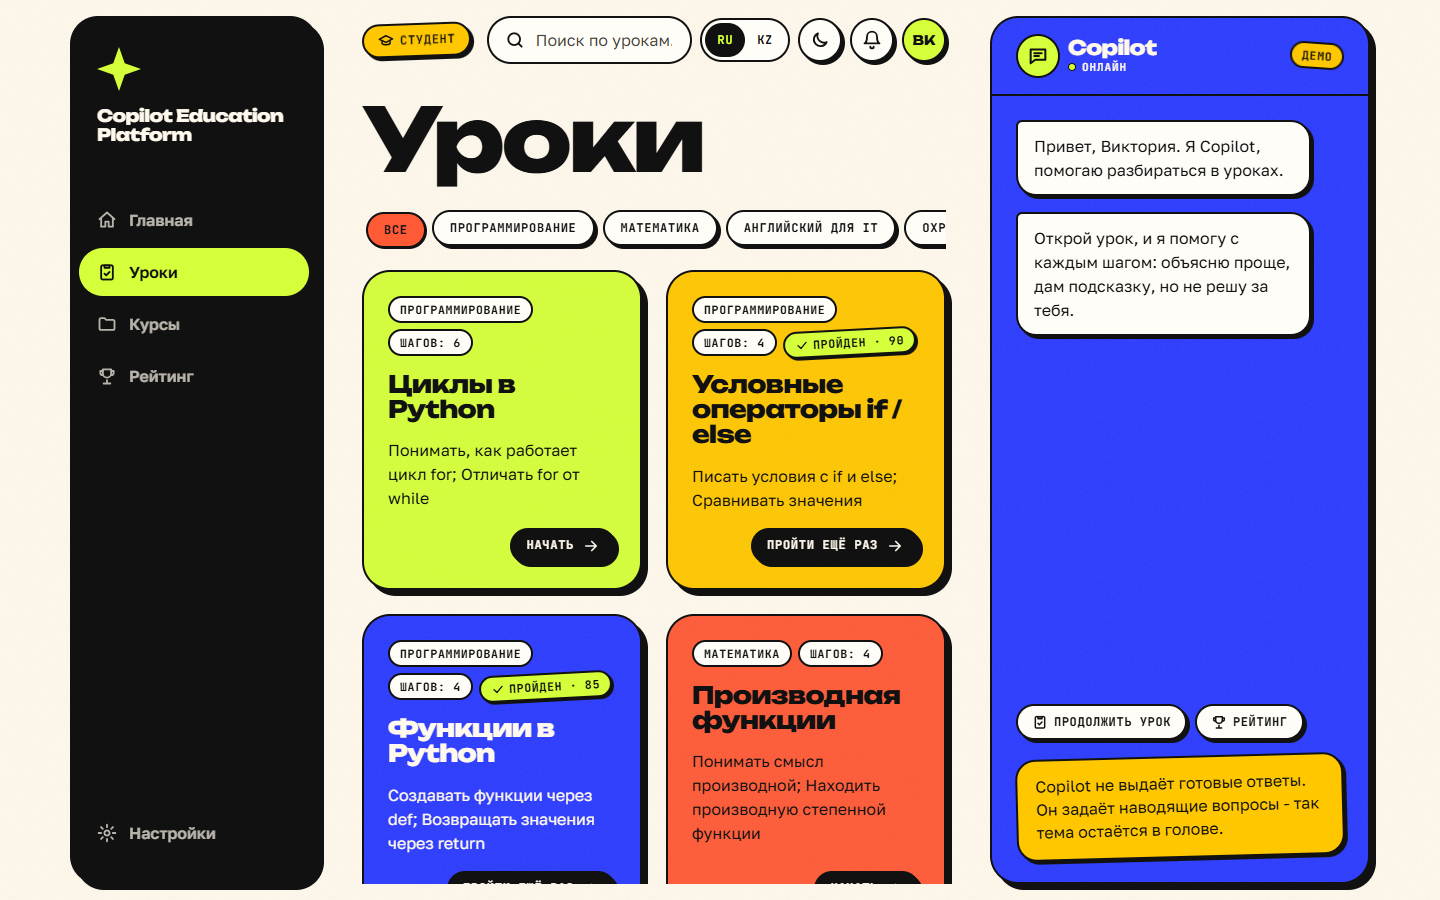 Copilot Education
Platform
Главная
Уроки
Курсы
Рейтинг
Настройки
СТУДЕНТ
Поиск по урокам.
RU
KZ
ВК
Уроки
ВСЕ
ПРОГРАММИРОВАНИЕ
МАТЕМАТИКА
АНГЛИЙСКИЙ ДЛЯ IT
ПРОГРАММИРОВАНИЕ
ШАГОВ: 6
Циклы в
Python
Понимать, как работает
цикл for; Отличать for от
while
НАЧАТЬ
ПРОГРАММИРОВАНИЕ
ШАГОВ: 4
ПРОЙДЕН · 90
Условные
операторы if /
else
Писать условия с if и else;
Сравнивать значения
ПРОЙТИ ЕЩЁ РАЗ
ПРОГРАММИРОВАНИЕ
ШАГОВ: 4
ПРОЙДЕН · 85
Функции в
Python
Создавать функции через
def; Возвращать значения
через return
МАТЕМАТИКА
ШАГОВ: 4
Производная
функции
Понимать смысл
производной; Находить
производную степенной
функции
Copilot
ОНЛАЙН
ДЕМО
Привет, Виктория. Я Copilot,
помогаю разбираться в уроках.
Открой урок, и я помогу с
каждым шагом: объясню проще,
дам подсказку, но не решу за
тебя.
ПРОДОЛЖИТЬ УРОК
РЕЙТИНГ
Copilot не выдаёт готовые ответы.
Он задаёт наводящие вопросы - так
тема остаётся в голове.